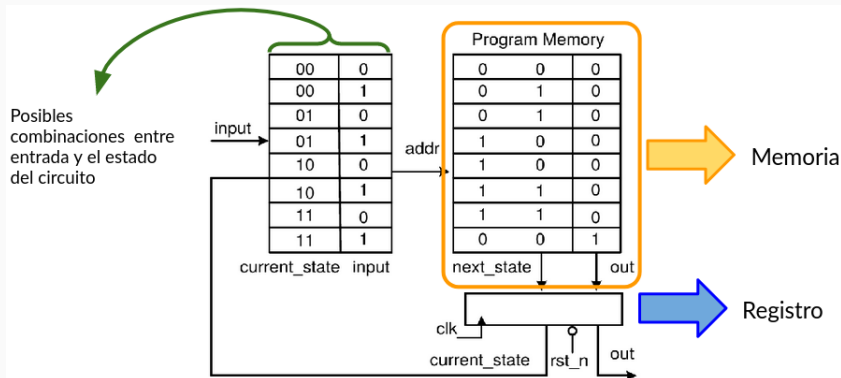 Program Memory
00 0 0 0 0
00 1 0 1 0
01 0 0 1 0
01 1 1 0 0
10 0 1 0 0
10 1 1 1 0
11 0 1 1 0
11 1 0 0 1
Posibles
combinaciones entre
entrada y el estado
del circuito
input
addr
Memoria
current_state input
next_state out
Registro
clk
current_state
rst_n
out